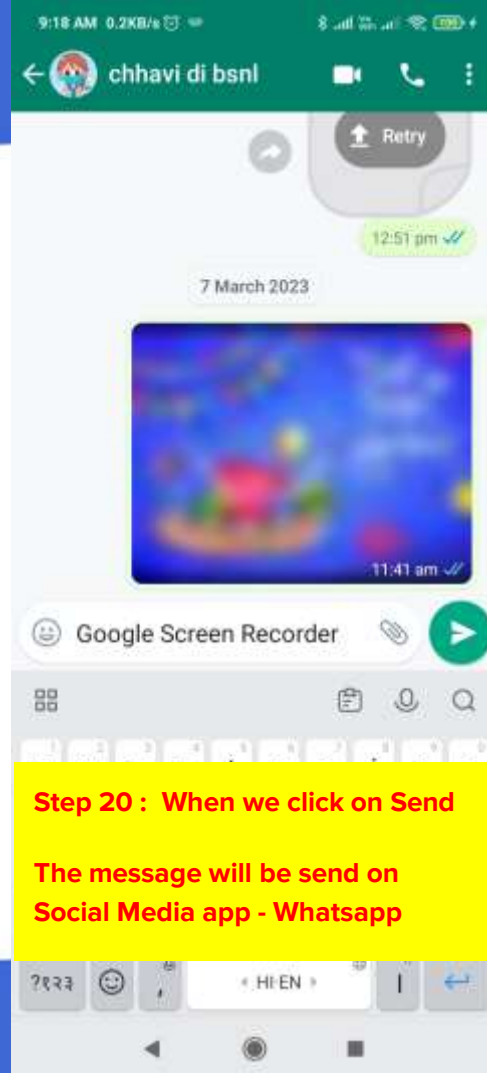 9:18 AM 0.2KB/s
chhavi di bsnl
Retry
12:51 pm
7 March 2023
11:41 am
Google Screen Recorder
Step 20 : When we click on Send
The message will be send on
Social Media app - Whatsapp
?१२३ , HI·EN |